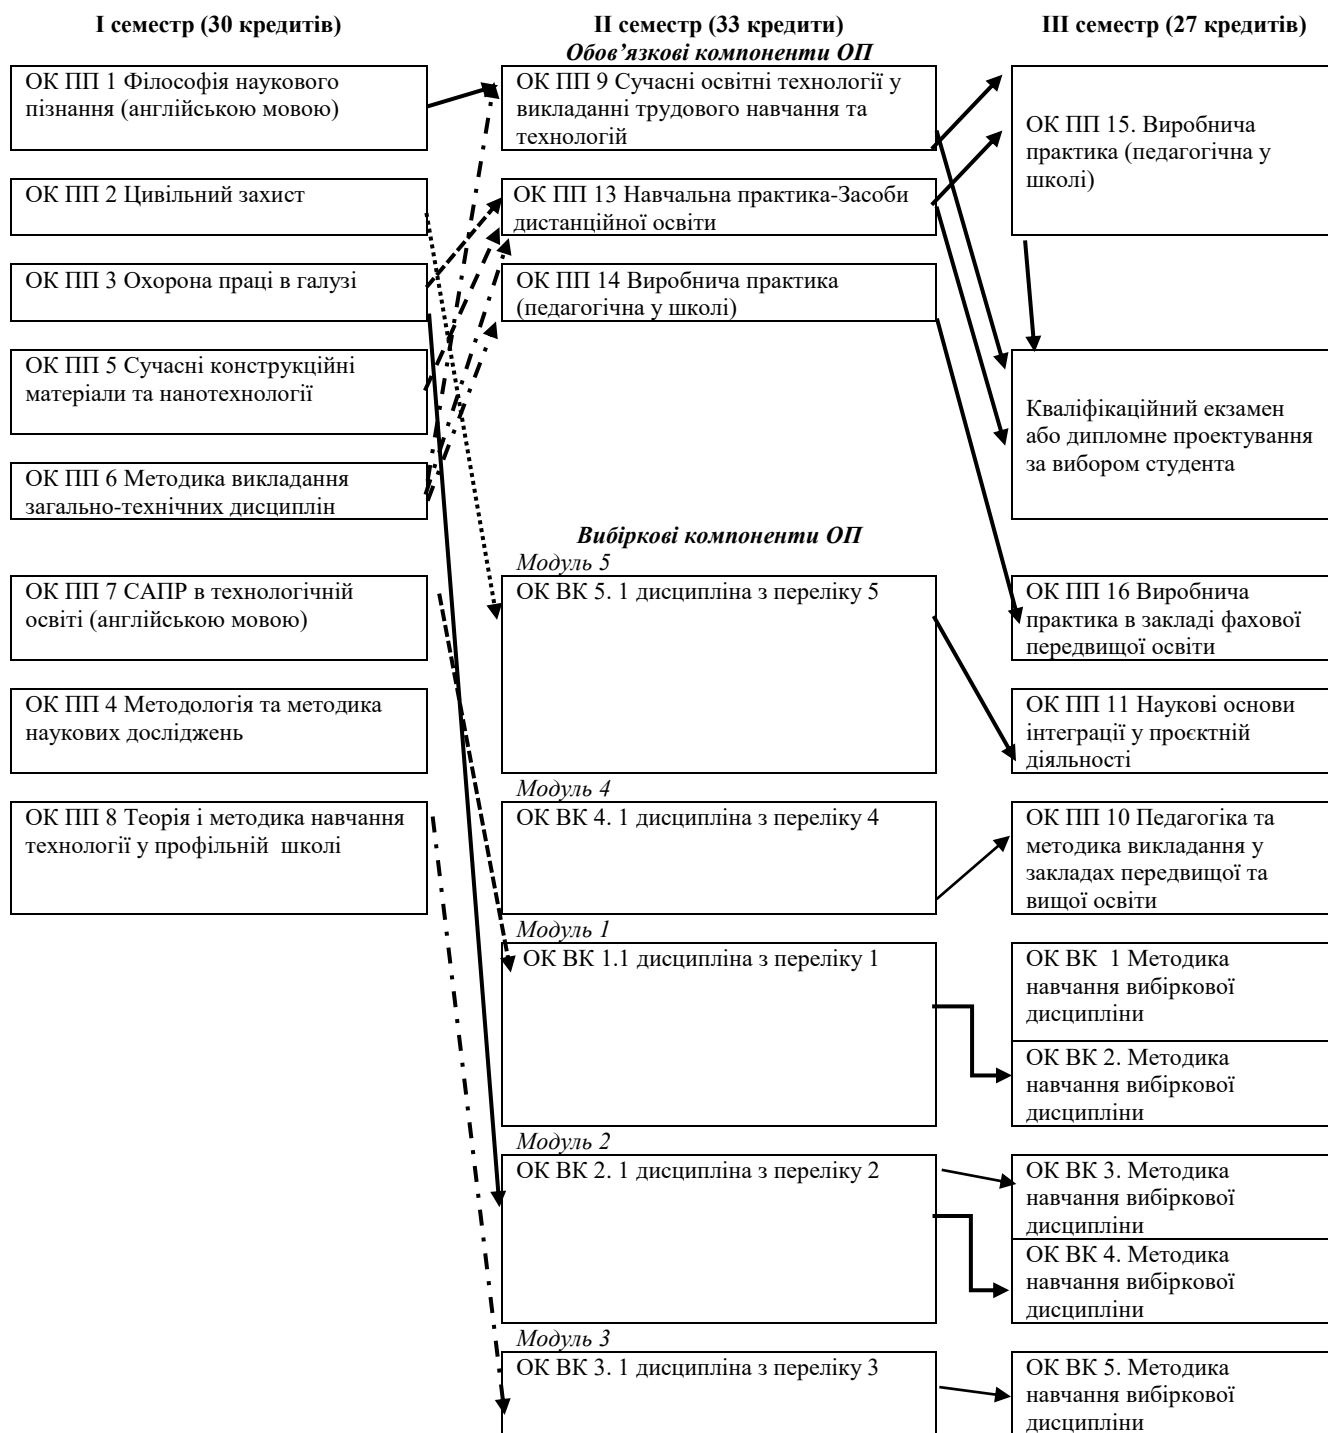 І семестр (30 кредитів)
ІІ семестр (33 кредити)
ІІІ семестр (27 кредитів)
Обов’язкові компоненти ОП
ОК ПП 1 Філософія наукового
пізнання (англійською мовою)
ОК ПП 2 Цивільний захист
ОК ПП 3 Охорона праці в галузі
ОК ПП 5 Сучасні конструкційні
матеріали та нанотехнології
ОК ПП 6 Методика викладання
загально-технічних дисциплін
ОК ПП 7 САПР в технологічній
освіті (англійською мовою)
ОК ПП 4 Методологія та методика
наукових досліджень
ОК ПП 8 Теорія і методика навчання
технології у профільній  школі
ОК ПП 9 Сучасні освітні технології у
викладанні трудового навчання та
технологій
ОК ПП 13 Навчальна практика-Засоби
дистанційної освіти
ОК ПП 14 Виробнича практика
(педагогічна у школі)
Вибіркові компоненти ОП
Модуль 5
ОК ВК 5. 1 дисципліна з переліку 5
Модуль 4
ОК ВК 4. 1 дисципліна з переліку 4
Модуль 1
ОК ВК 1.1 дисципліна з переліку 1
Модуль 2
ОК ВК 2. 1 дисципліна з переліку 2
Модуль 3
ОК ВК 3. 1 дисципліна з переліку 3
ОК ПП 15. Виробнича
практика (педагогічна у
школі)
Кваліфікаційний екзамен
або дипломне проектування
за вибором студента
ОК ПП 16 Виробнича
практика в закладі фахової
передвищої освіти
ОК ПП 11 Наукові основи
інтеграції у проєктній
діяльності
ОК ПП 10 Педагогіка та
методика викладання у
закладах передвищої та
вищої освіти
ОК ВК  1 Методика
навчання вибіркової
дисципліни
ОК ВК 2. Методика
навчання вибіркової
дисципліни
ОК ВК 3. Методика
навчання вибіркової
дисципліни
ОК ВК 4. Методика
навчання вибіркової
дисципліни
ОК ВК 5. Методика
навчання вибіркової
дисципліни